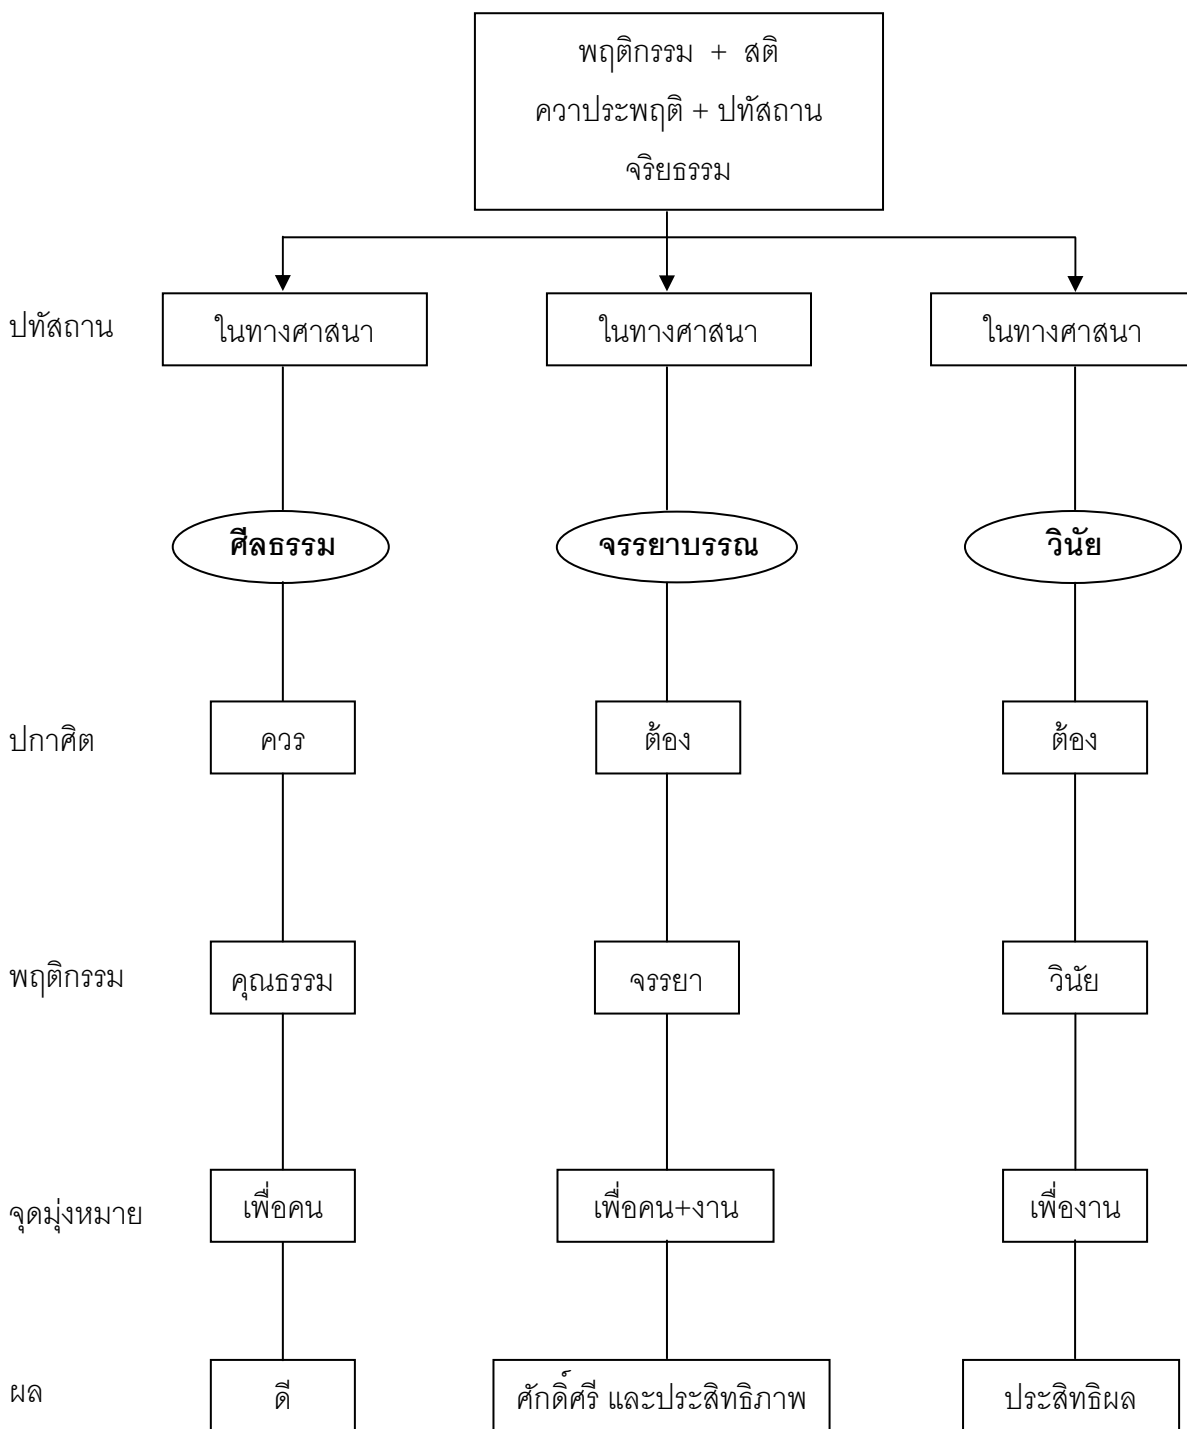 พฤติกรรม + สติ
ควาประพฤติ + ปทัสถาน
จริยธรรม
ปทัสถาน ในทางศาสนา ในทางศาสนา ในทางศาสนา
ศีลธรรม จรรยาบรรณ วินัย
ปกาศิต ควร ต้อง ต้อง
พฤติกรรม คุณธรรม จรรยา วินัย
จุดมุ่งหมาย เพื่อคน เพื่อคน+งาน เพื่องาน
ผล ดี ศักดิ์ศรี และประสิทธิภาพ ประสิทธิผล